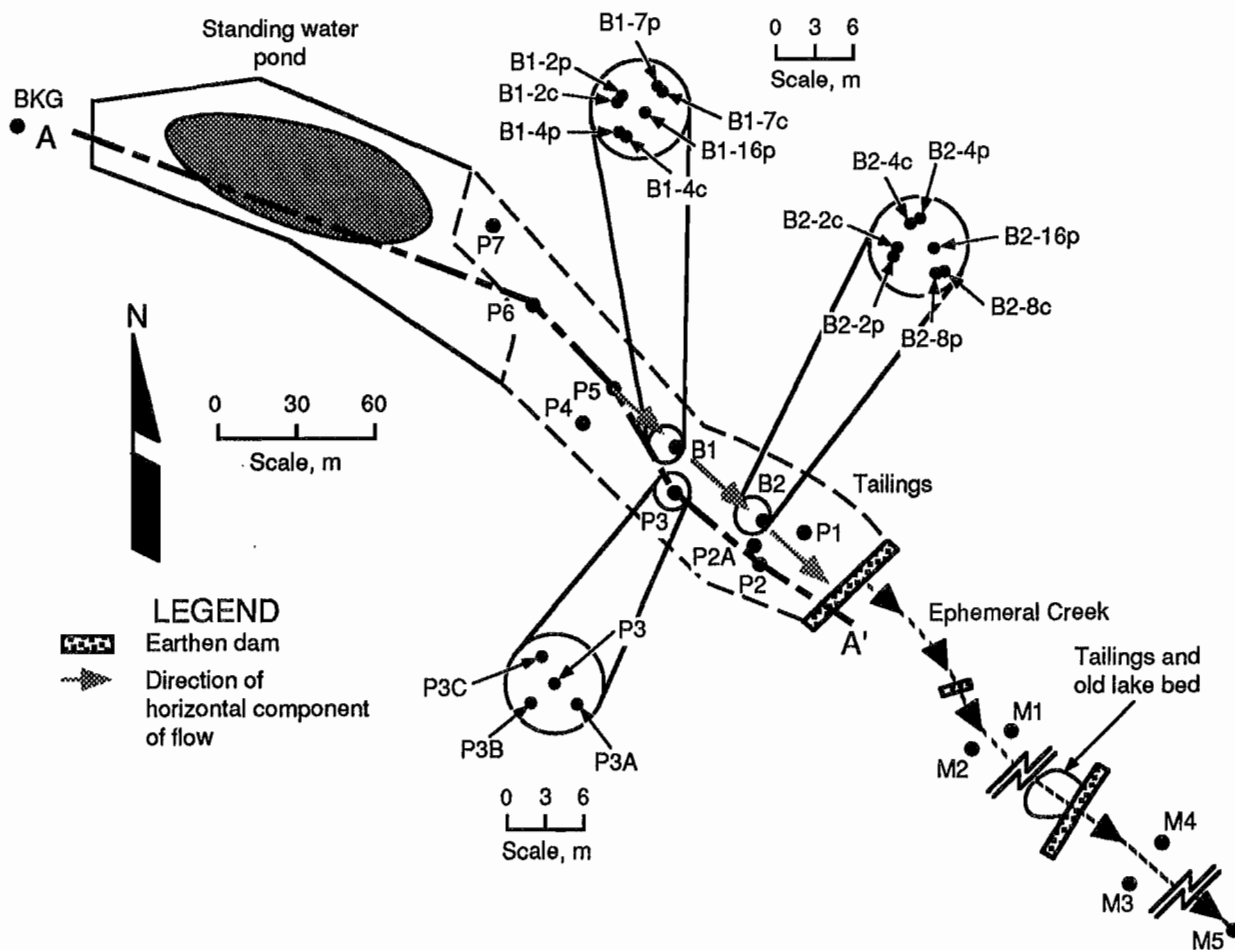 Standing water
pond
BKG
A
B1-7p
B1-2p
B1-2c
B1-4p
B1-7c
B1-16p
B1-4c
0 3 6
Scale, m
B2-4c
B2-4p
B2-2c
B2-16p
B2-2p
B2-8p
B2-8c
P7
P6
N
0 30 60
Scale, m
P5
P4
B1
B2
Tailings
P3
P2A
P1
P2
A'
LEGEND
Earthen dam
Direction of
horizontal component
of flow
P3
P3C
P3B
P3A
0 3 6
Scale, m
Ephemeral Creek
Tailings and
old lake bed
M1
M2
M4
M3
M5